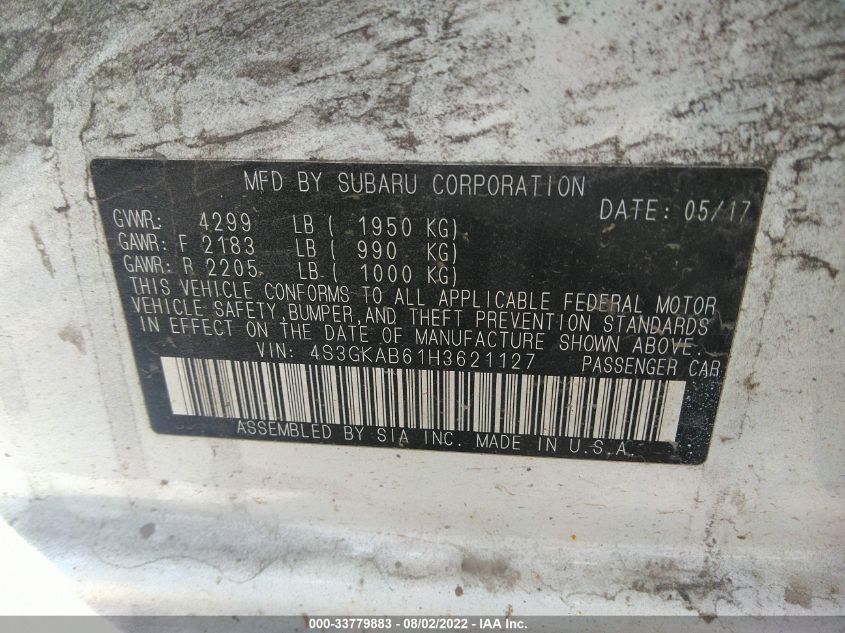 MFD BY SUBARU CORPORATION
DATE: 05/17
GVWR: 4299 LB ( 1950 KG)
GAWR: F 2183 LB ( 990 KG)
GAWR: R 2205 LB ( 1000 KG)
THIS VEHICLE CONFORMS TO ALL APPLICABLE FEDERAL MOTOR
VEHICLE SAFETY,BUMPER,AND THEFT PREVENTION STANDARDS
IN EFFECT ON THE DATE OF MANUFACTURE SHOWN ABOVE.
VIN: 4S3GKAB61H3621127 PASSENGER CAR
ASSEMBLED BY SIA INC. MADE IN U.S.A.
000-33779883 - 08/02/2022 - IAA Inc.